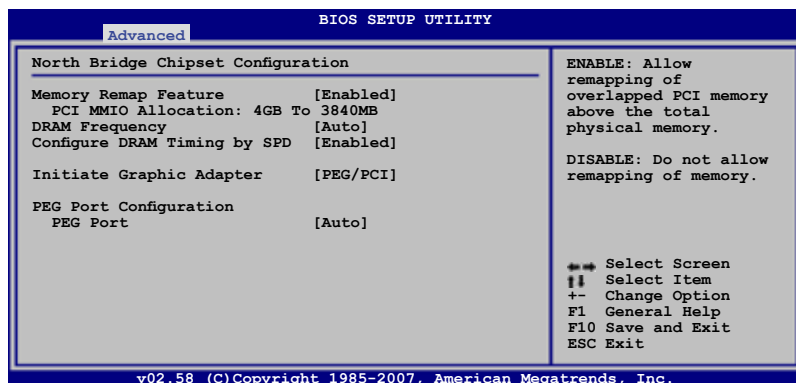 BIOS SETUP UTILITY
Advanced
North Bridge Chipset Configuration
Memory Remap Feature [Enabled]
PCI MMIO Allocation: 4GB To 3840MB
DRAM Frequency [Auto]
Configure DRAM Timing by SPD [Enabled]
Initiate Graphic Adapter [PEG/PCI]
PEG Port Configuration
PEG Port [Auto]
ENABLE: Allow
remapping of
overlapped PCI memory
above the total
physical memory.
DISABLE: Do not allow
remapping of memory.
Select Screen
Select Item
+- Change Option
F1 General Help
F10 Save and Exit
ESC Exit
v02.58 (C)Copyright 1985-2007, American Megatrends, Inc.